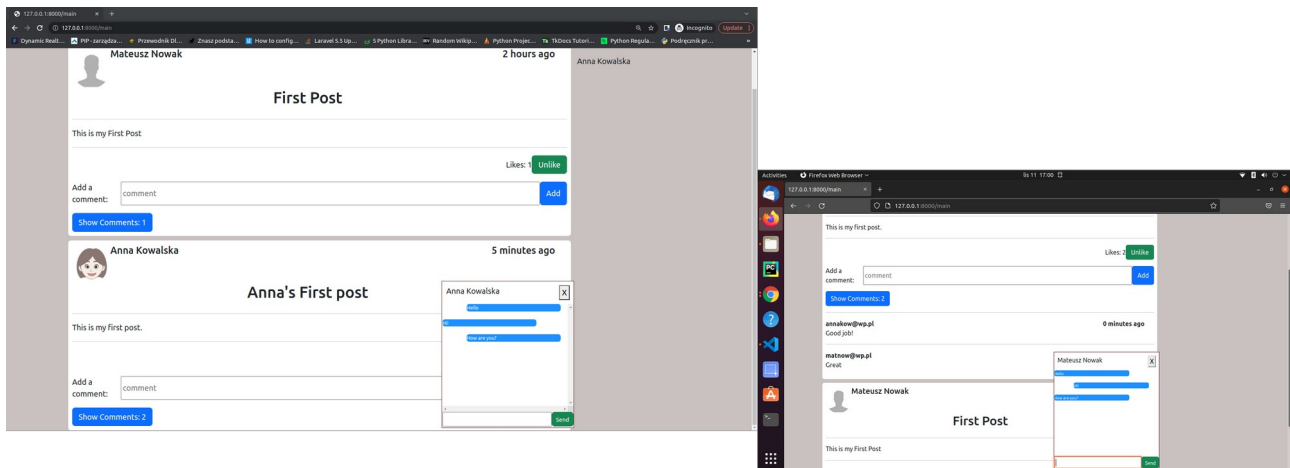 127.0.0.1:8000/main
127.0.0.1:8000/main
Incognito
Update
Dynamic Realt...
PIP - zarządza...
Przewodnik Dl...
Znasz podsta...
How to config...
Laravel 5.5 Up...
5 Python Libra...
Random Wikip...
Python Projec...
TkDocs Tutori...
Python Regula...
Podręcznik pr...
Mateusz Nowak
2 hours ago
Anna Kowalska
First Post
This is my First Post
Likes: 1
Unlike
Add a
comment:
comment
Add
Show Comments: 1
Anna Kowalska
5 minutes ago
Anna's First post
This is my first post.
Add a
comment:
comment
Show Comments: 2
Anna Kowalska
X
Hello
Hi!
How are you?
Send
Activities
Firefox Web Browser
lis 11 17:00
127.0.0.1:8000/main
127.0.0.1:8000/main
This is my first post.
Likes: 2
Unlike
Add a
comment:
comment
Add
Show Comments: 2
annakow@wp.pl
0 minutes ago
Good job!
matnow@wp.pl
Great
Mateusz Nowak
First Post
This is my First Post
Mateusz Nowak
X
Hello
How are you?
Send